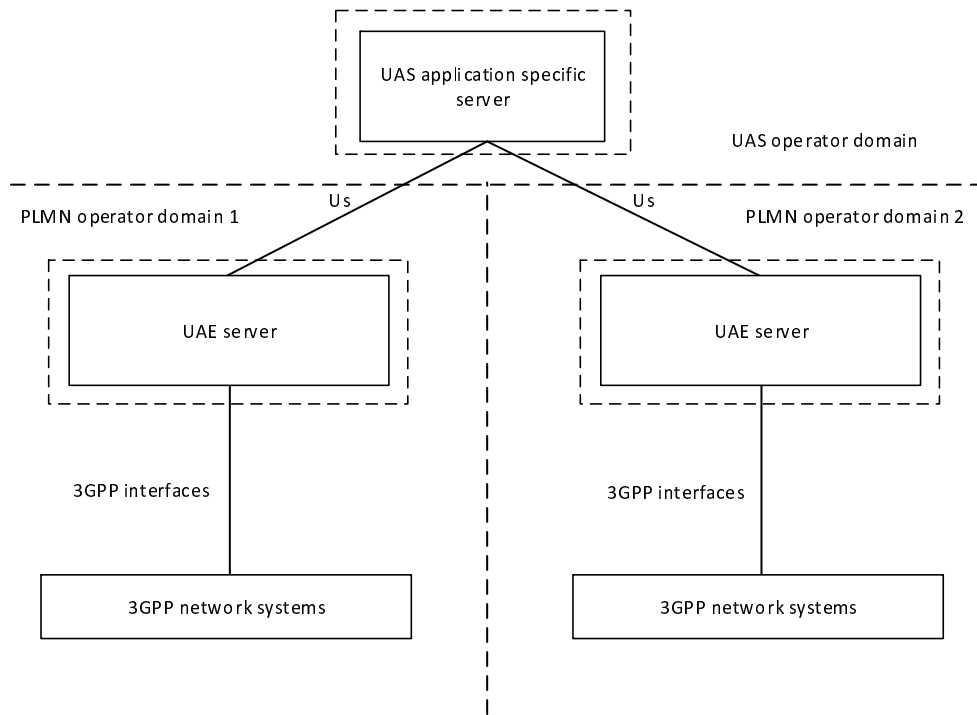 UAS application specific
server
UAS operator domain
Us
Us
PLMN operator domain 1
PLMN operator domain 2
UAE server
UAE server
3GPP interfaces
3GPP interfaces
3GPP network systems
3GPP network systems